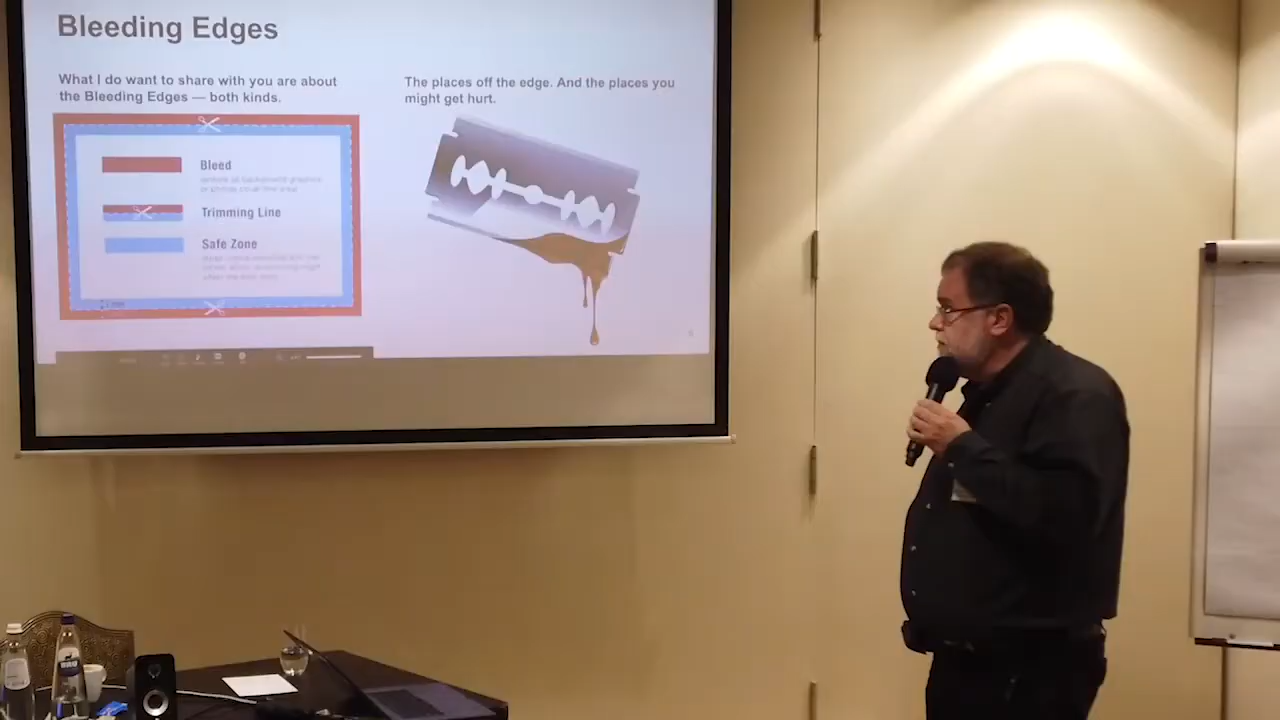 Bleeding Edges
What I do want to share with you are about
the Bleeding Edges — both kinds.
The places off the edge. And the places you
might get hurt.
Bleed
Trimming Line
Safe Zone